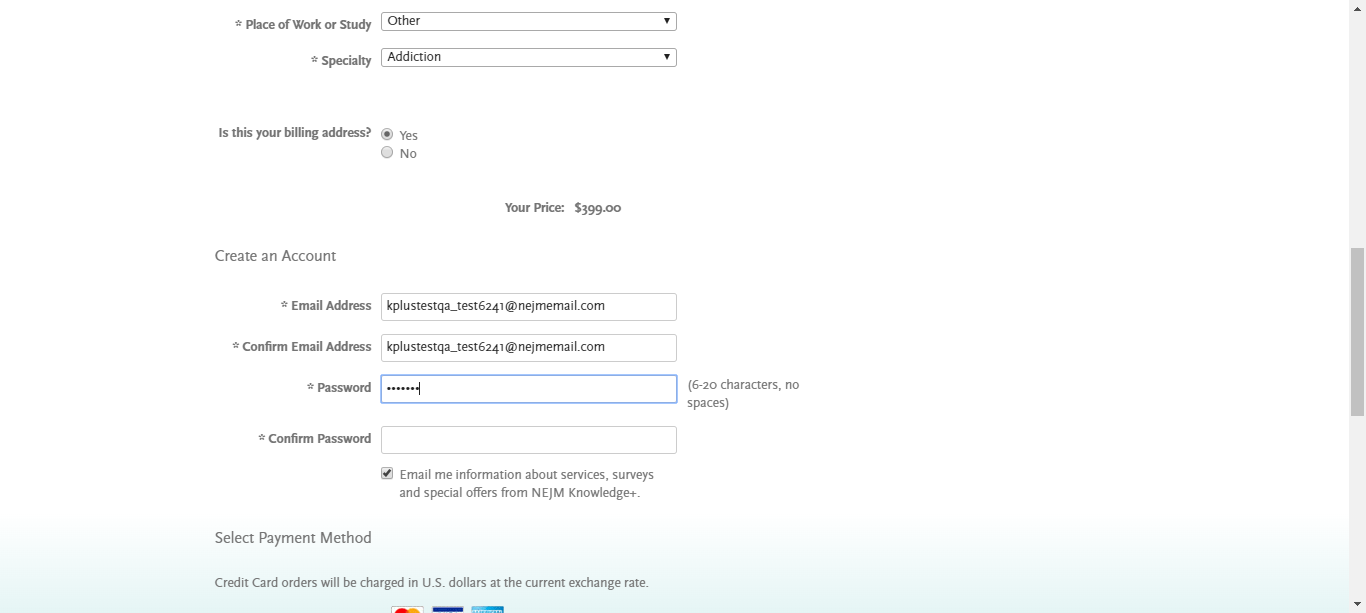 * Place of Work or Study Other
* Specialty Addiction
Is this your billing address? Yes
No
Your Price: $399.00
Create an Account
* Email Address kplustestqa_test6241@nejmemail.com
* Confirm Email Address kplustestqa_test6241@nejmemail.com
* Password ••••••• (6-20 characters, no
spaces)
* Confirm Password
Email me information about services, surveys
and special offers from NEJM Knowledge+.
Select Payment Method
Credit Card orders will be charged in U.S. dollars at the current exchange rate.